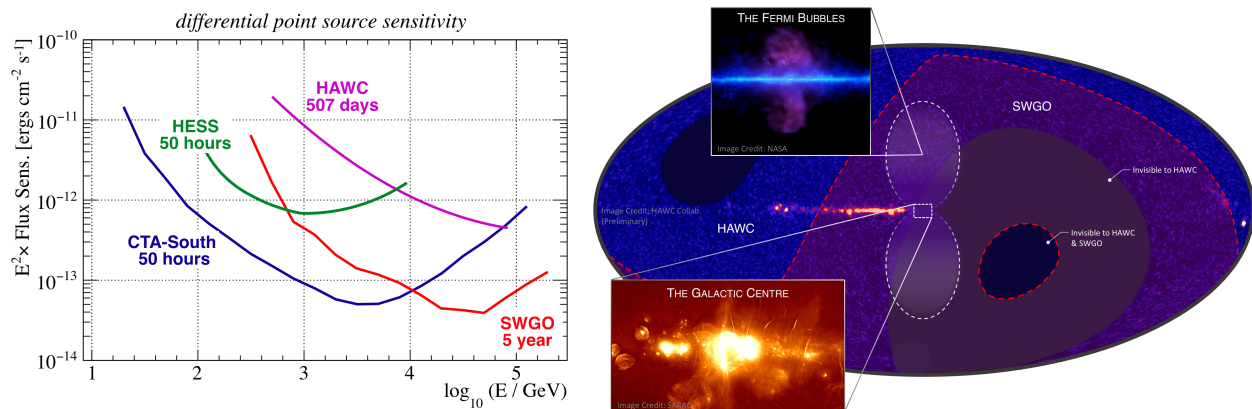 differential point source sensitivity
E²× Flux Sens. [ergs cm⁻² s⁻¹]
10⁻¹⁰
10⁻¹¹
10⁻¹²
10⁻¹³
10⁻¹⁴
HAWC
507 days
HESS
50 hours
CTA-South
50 hours
SWGO
5 year
1
2
3
4
5
log₁₀ (E / GeV)
THE FERMI BUBBLES
Image Credit: NASA
SWGO
Invisible to HAWC
Image Credit: HAWC Collab.
(Preliminary)
HAWC
Invisible to HAWC
& SWGO
THE GALACTIC CENTRE
Image Credit: SARAO